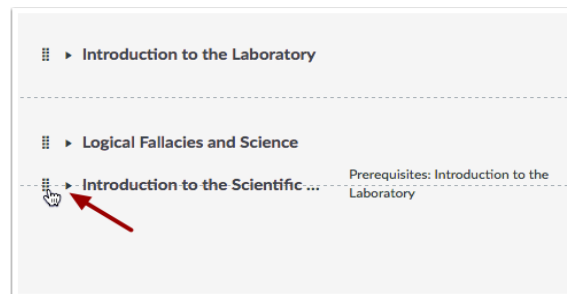 Introduction to the Laboratory
Logical Fallacies and Science
Introduction to the Scientific ...
Prerequisites: Introduction to the
Laboratory